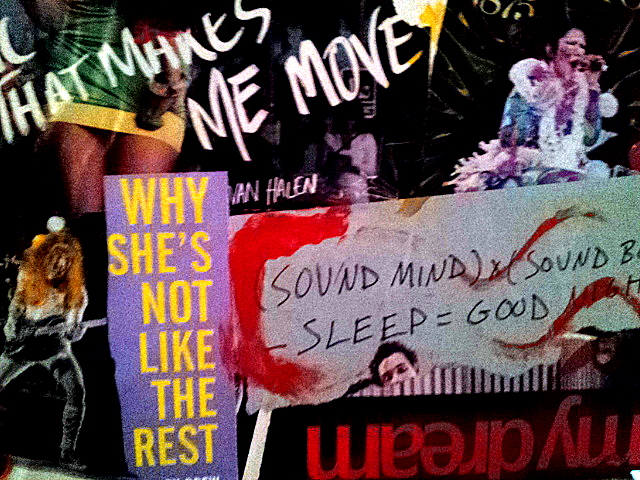 THAT MAKES
ME MOVE
VAN HALEN
WHY
SHE'S
NOT
LIKE
THE
REST
(SOUND MIND) x (SOUND
- SLEEP = GOOD
my dream